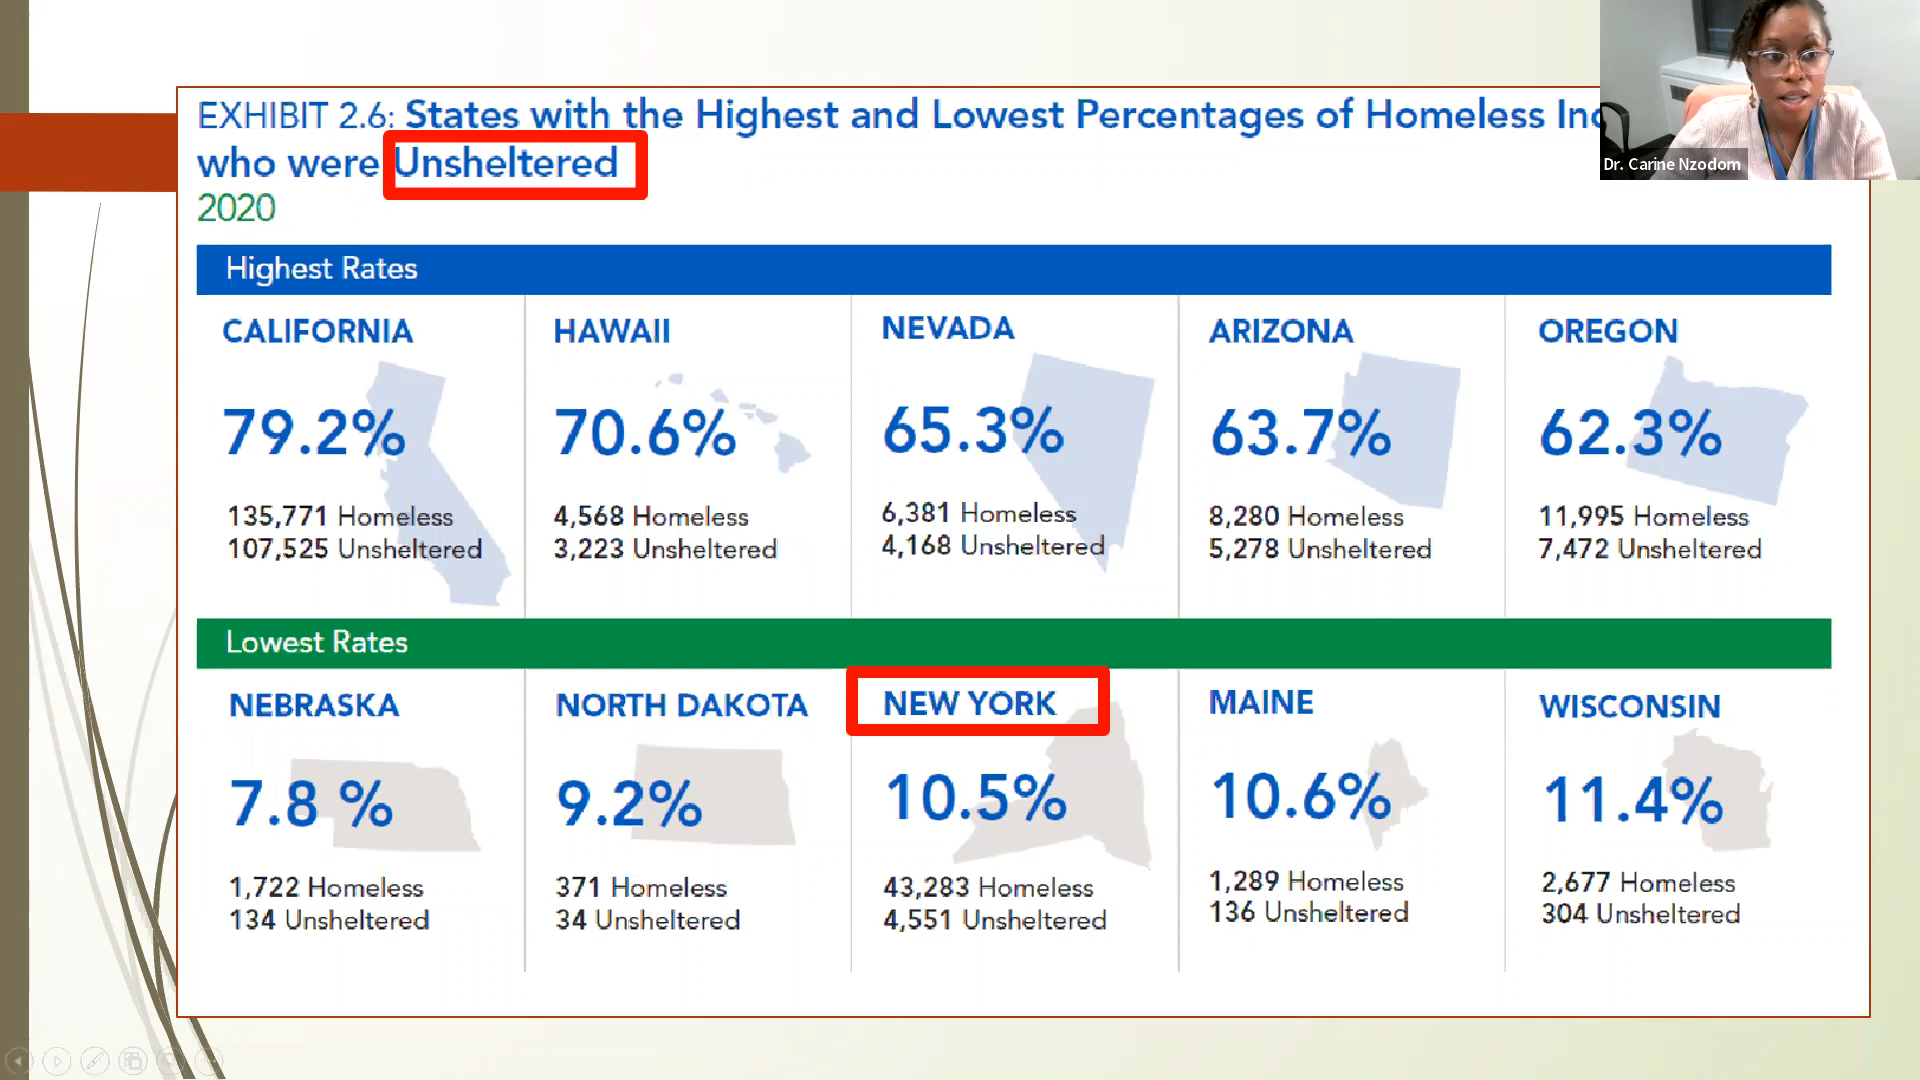 EXHIBIT 2.6: States with the Highest and Lowest Percentages of Homeless
who were Unsheltered
2020
Dr. Carine Nzodom
Highest Rates
CALIFORNIA
79.2%
135,771 Homeless
107,525 Unsheltered
HAWAII
70.6%
4,568 Homeless
3,223 Unsheltered
NEVADA
65.3%
6,381 Homeless
4,168 Unsheltered
ARIZONA
63.7%
8,280 Homeless
5,278 Unsheltered
OREGON
62.3%
11,995 Homeless
7,472 Unsheltered
Lowest Rates
NEBRASKA
7.8 %
1,722 Homeless
134 Unsheltered
NORTH DAKOTA
9.2%
371 Homeless
34 Unsheltered
NEW YORK
10.5%
43,283 Homeless
4,551 Unsheltered
MAINE
10.6%
1,289 Homeless
136 Unsheltered
WISCONSIN
11.4%
2,677 Homeless
304 Unsheltered